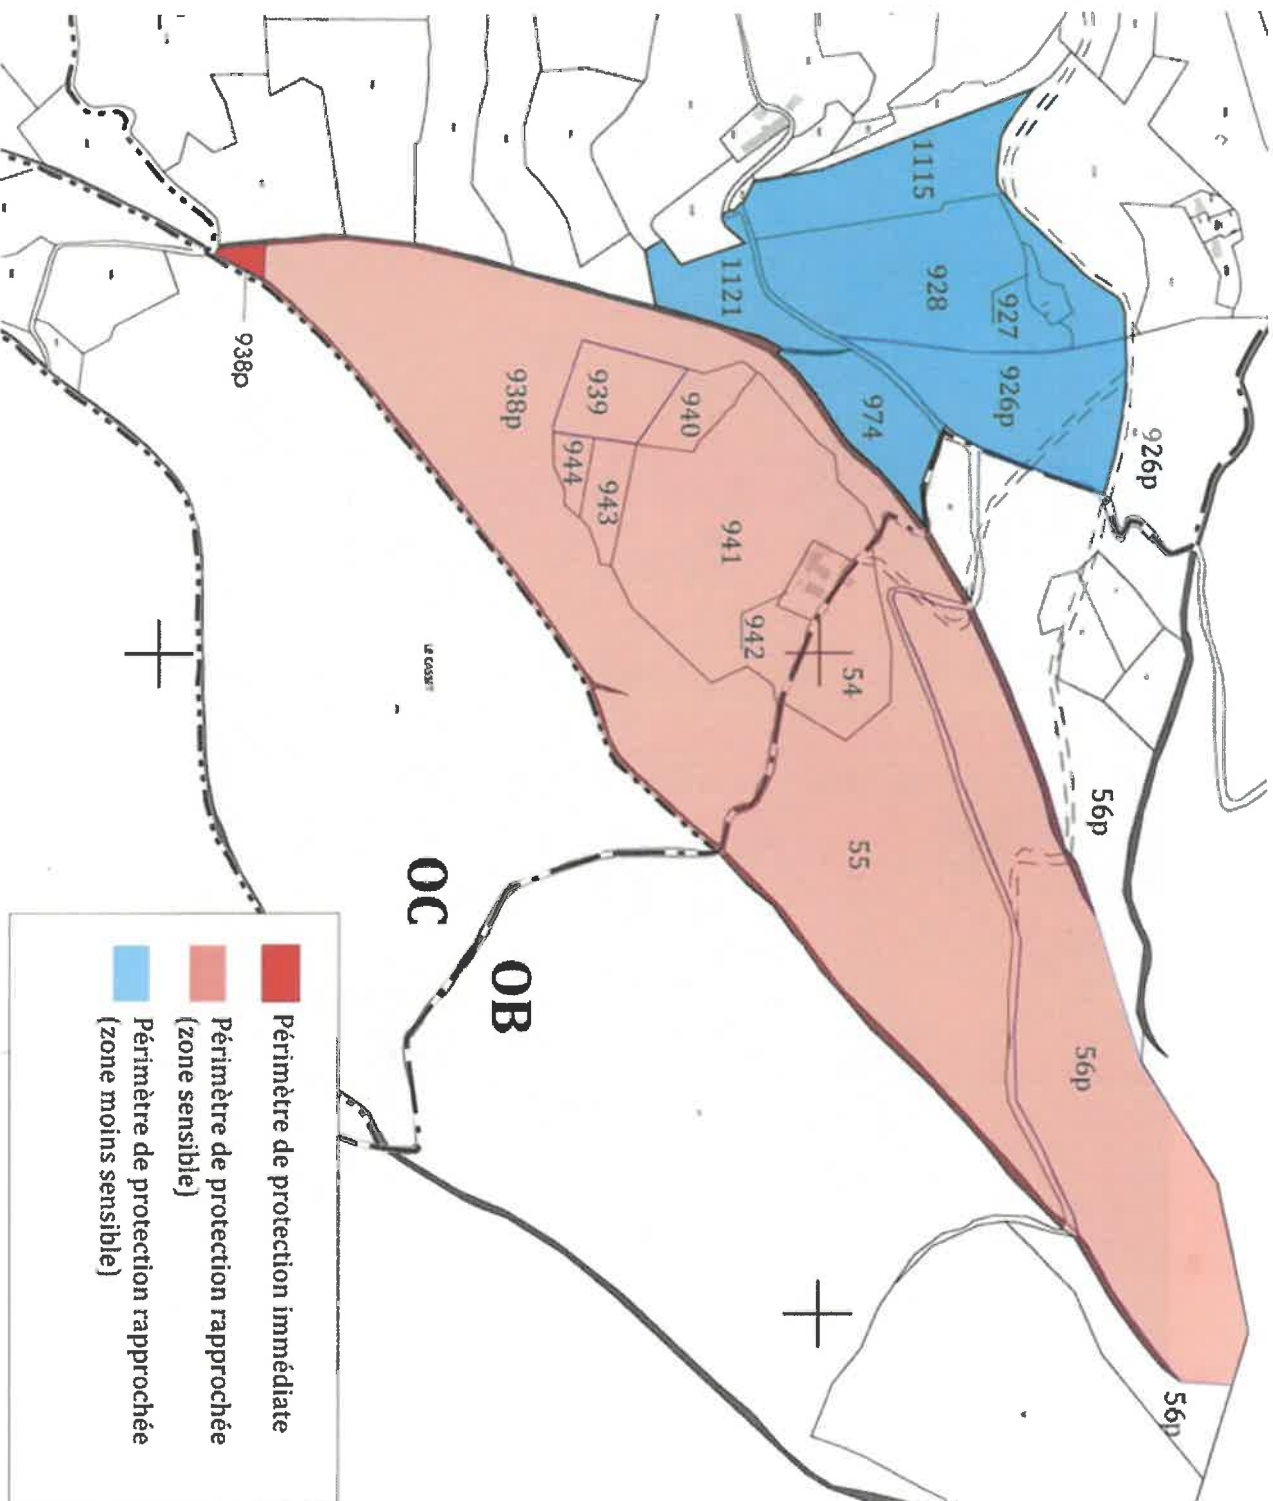 1115
928
927
926p
926p
1121
974
938p
938p
939
940
944
943
941
942
54
55
56p
56p
56p
LE CASSET
OC
OB
Périmètre de protection immédiate
Périmètre de protection rapprochée
(zone sensible)
Périmètre de protection rapprochée
(zone moins sensible)